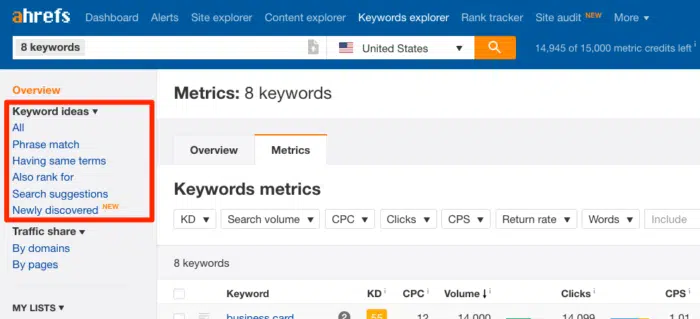 ahrefs Dashboard Alerts Site explorer Content explorer Keywords explorer Rank tracker Site audit NEW More
8 keywords United States 14,945 of 15,000 metric credits left i
Overview
Keyword ideas
All
Phrase match
Having same terms
Also rank for
Search suggestions
Newly discovered NEW
Traffic share
By domains
By pages
MY LISTS
Metrics: 8 keywords
Overview Metrics
Keywords metrics
KD Search volume CPC Clicks CPS Return rate Words Include
8 keywords
Keyword KD i CPC i Volume i Clicks i CPS i
business card ? 55 12 14,000 14,099 1.01